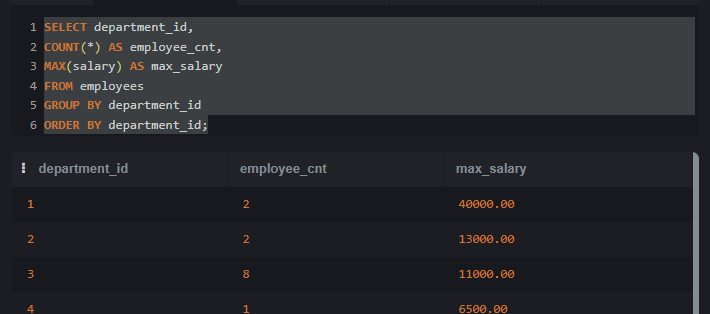 1 SELECT department_id,
2 COUNT(*) AS employee_cnt,
3 MAX(salary) AS max_salary
4 FROM employees
5 GROUP BY department_id
6 ORDER BY department_id;
department_id employee_cnt max_salary
1 2 40000.00
2 2 13000.00
3 8 11000.00
4 1 6500.00